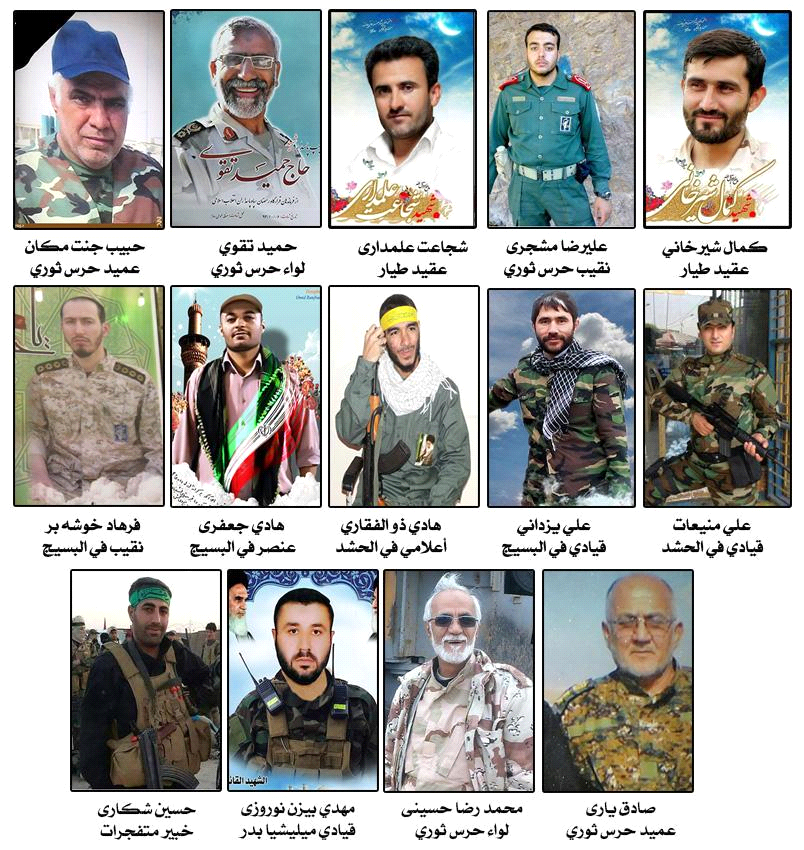 كمال شيرخاني
عقيد طيار
عليرضا مشجرى
نقيب حرس ثوري
شجاعت علمدارى
عقيد طيار
حميد تقوي
لواء حرس ثوري
حبيب جنت مكان
عميد حرس ثوري
حاج حمید تقوی
علي منيعات
قيادي في الحشد
علي يزداني
قيادي في البسيج
هادي ذو الفقاري
أعلامي في الحشد
هادي جعفرى
عنصر في البسيج
فرهاد خوشه بر
نقيب في البسيج
الشهيد القائد
صادق يارى
عميد حرس ثوري
محمد رضا حسينى
لواء حرس ثوري
مهدي بيزن نوروزى
قيادي ميليشيا بدر
حسين شكارى
خبير متفجرات